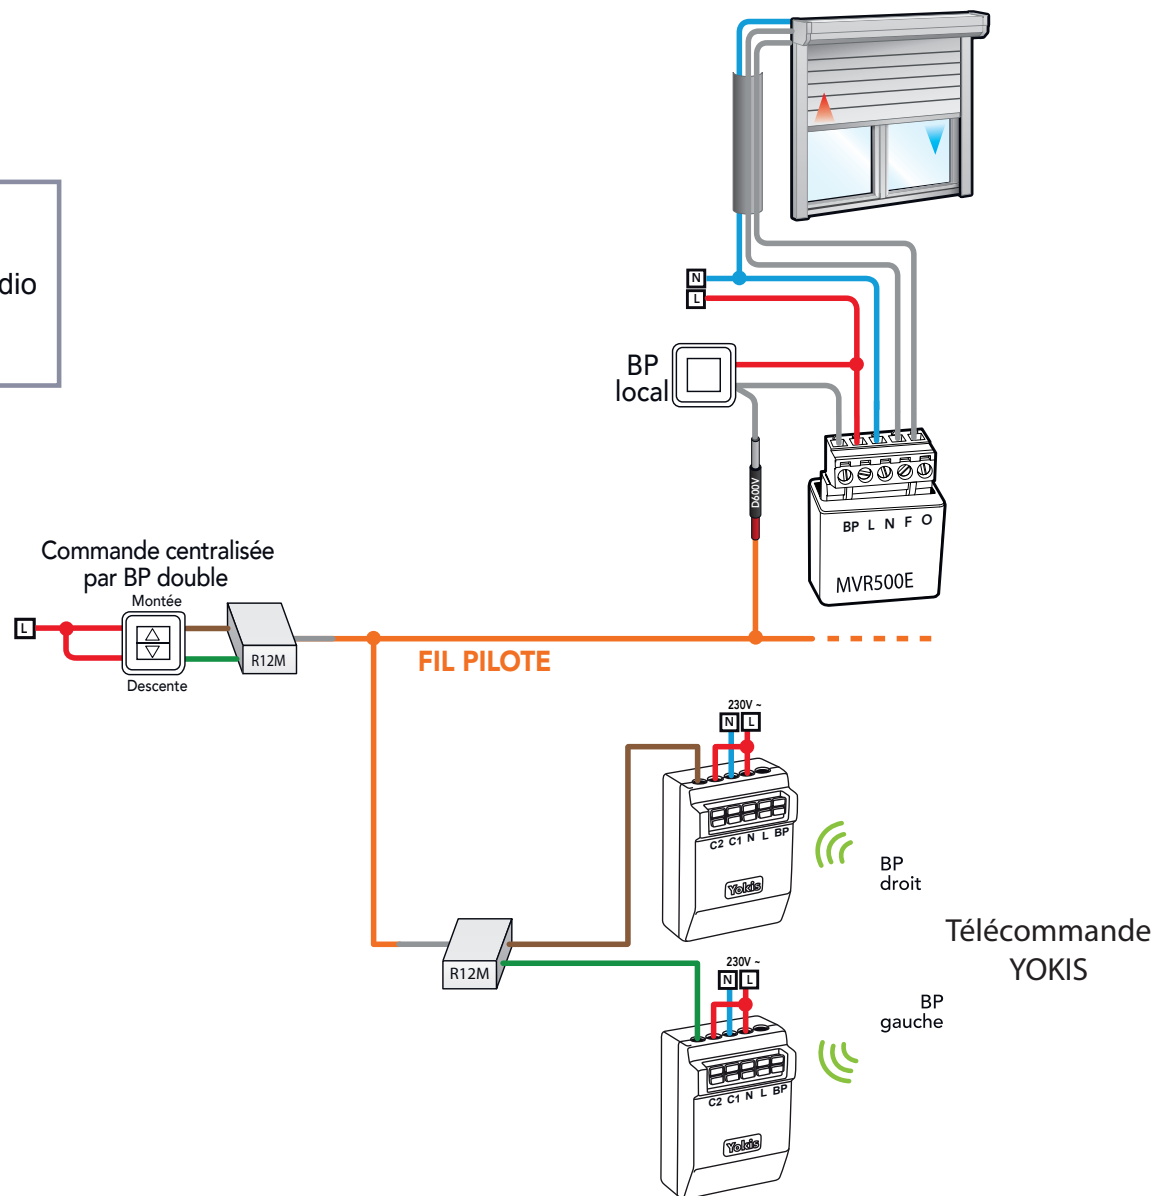 dio
N
L
BP
local
D600V
BP L N F O
MVR500E
Commande centralisée
par BP double
Montée
L
R12M
Descente
FIL PILOTE
230V ~
N L
C2 C1 N L BP
Yokis
BP
droit
R12M
Télécommande
YOKIS
230V ~
N L
BP
gauche
C2 C1 N L BP
Yokis